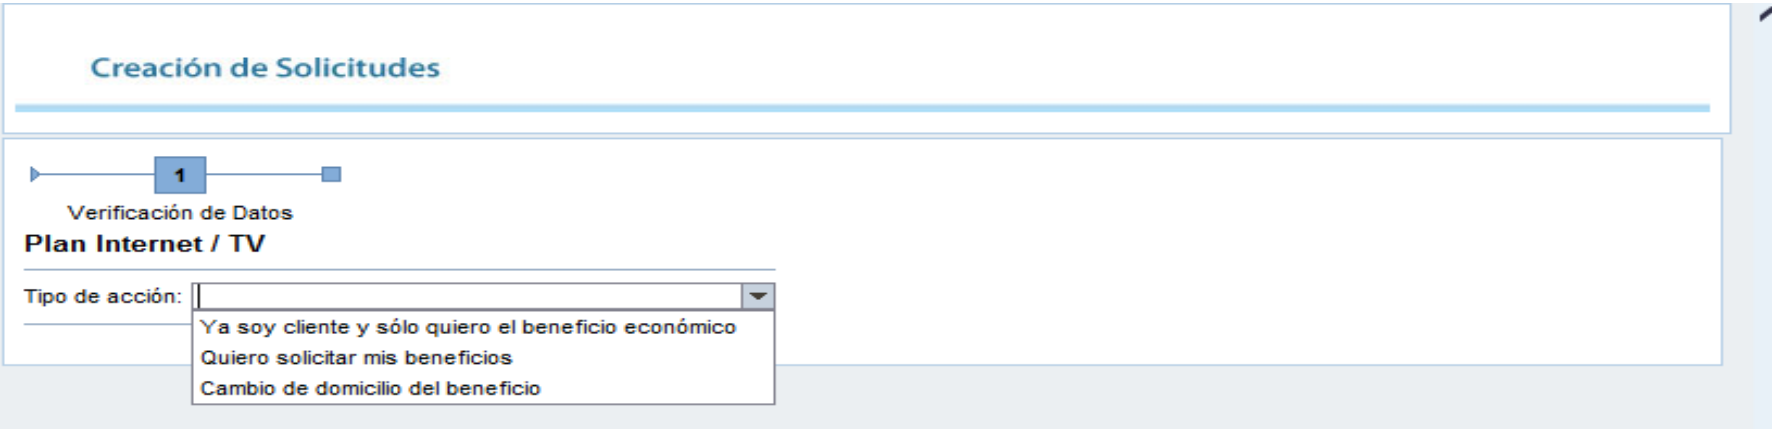 Creación de Solicitudes
1
Verificación de Datos
Plan Internet / TV
Tipo de acción:
Ya soy cliente y sólo quiero el beneficio económico
Quiero solicitar mis beneficios
Cambio de domicilio del beneficio